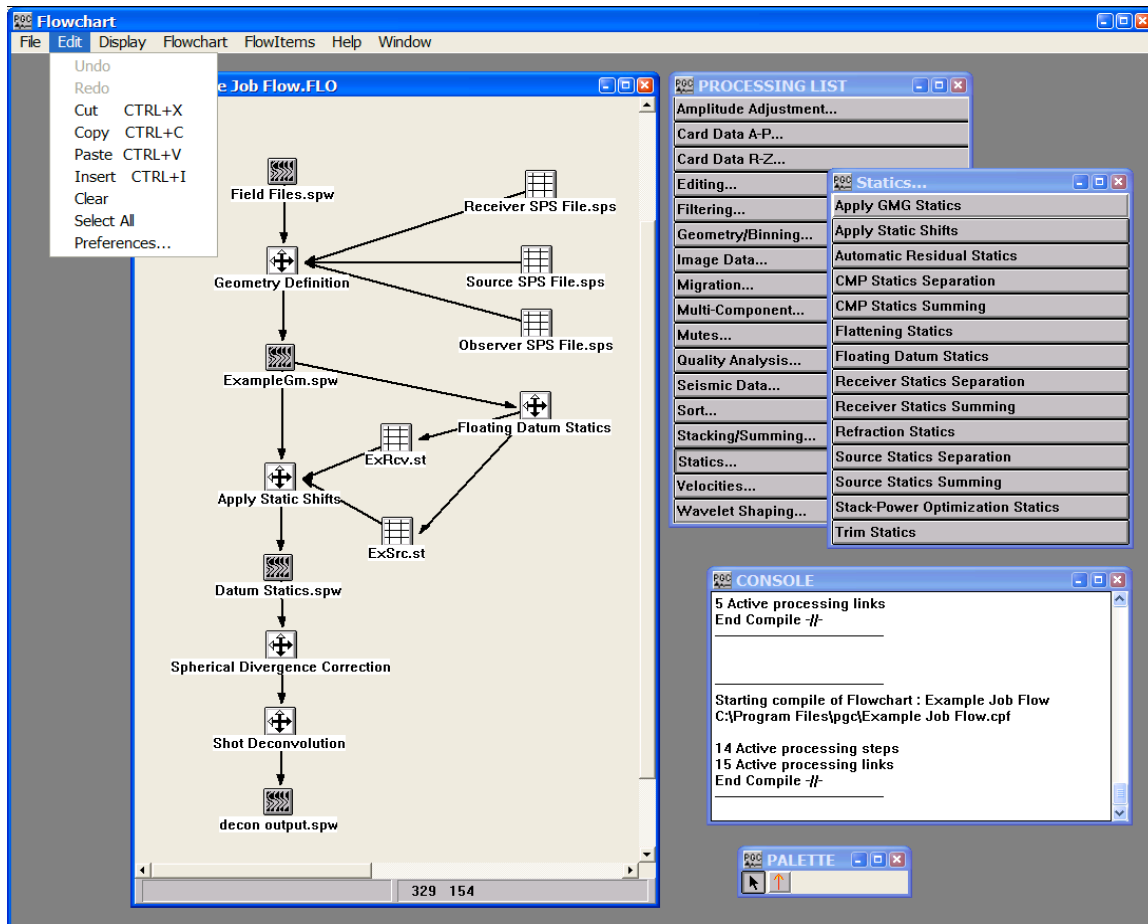 PGC Flowchart
File Edit Display Flowchart FlowItems Help Window
Undo
Redo
Cut CTRL+X
Copy CTRL+C
Paste CTRL+V
Insert CTRL+I
Clear
Select All
Preferences...
e Job Flow.FLO
Field Files.spw
Receiver SPS File.sps
Geometry Definition
Source SPS File.sps
Observer SPS File.sps
ExampleGm.spw
Floating Datum Statics
ExRcv.st
Apply Static Shifts
ExSrc.st
Datum Statics.spw
Spherical Divergence Correction
Shot Deconvolution
decon output.spw
329 154
PGC PROCESSING LIST
Amplitude Adjustment...
Card Data A-P...
Card Data R-Z...
Editing...
Filtering...
Geometry/Binning...
Image Data...
Migration...
Multi-Component...
Mutes...
Quality Analysis...
Seismic Data...
Sort...
Stacking/Summing...
Statics...
Velocities...
Wavelet Shaping...
PGC Statics...
Apply GMG Statics
Apply Static Shifts
Automatic Residual Statics
CMP Statics Separation
CMP Statics Summing
Flattening Statics
Floating Datum Statics
Receiver Statics Separation
Receiver Statics Summing
Refraction Statics
Source Statics Separation
Source Statics Summing
Stack-Power Optimization Statics
Trim Statics
PGC CONSOLE
5 Active processing links
End Compile -//-
Starting compile of Flowchart : Example Job Flow
C:\Program Files\pgc\Example Job Flow.cpf
14 Active processing steps
15 Active processing links
End Compile -//-
PGC PALETTE